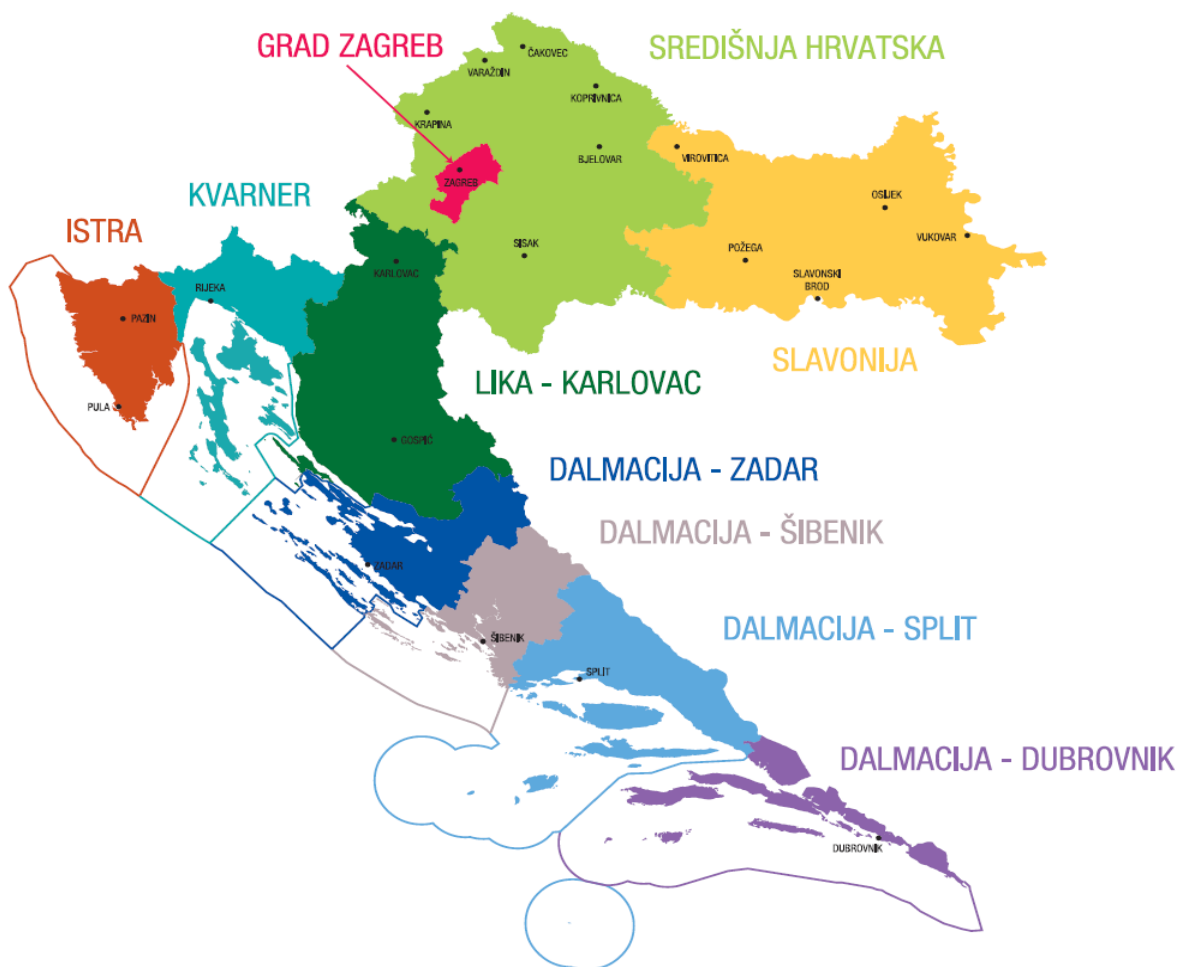 GRAD ZAGREB
SREDIŠNJA HRVATSKA
ČAKOVEC
VARAŽDIN
KOPRIVNICA
KRAPINA
BJELOVAR
VIROVITICA
ZAGREB
KVARNER
OSIJEK
ISTRA
VUKOVAR
SISAK
POŽEGA
KARLOVAC
SLAVONSKI
BROD
RIJEKA
PAZIN
SLAVONIJA
LIKA - KARLOVAC
PULA
GOSPIĆ
DALMACIJA - ZADAR
DALMACIJA - ŠIBENIK
ZADAR
DALMACIJA - SPLIT
ŠIBENIK
SPLIT
DALMACIJA - DUBROVNIK
DUBROVNIK